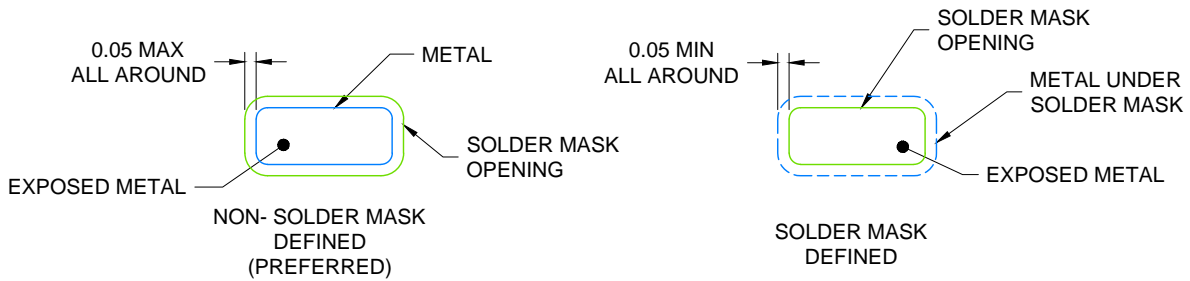 0.05 MAX
ALL AROUND
METAL
SOLDER MASK
OPENING
EXPOSED METAL
NON- SOLDER MASK
DEFINED
(PREFERRED)
0.05 MIN
ALL AROUND
SOLDER MASK
OPENING
METAL UNDER
SOLDER MASK
EXPOSED METAL
SOLDER MASK
DEFINED